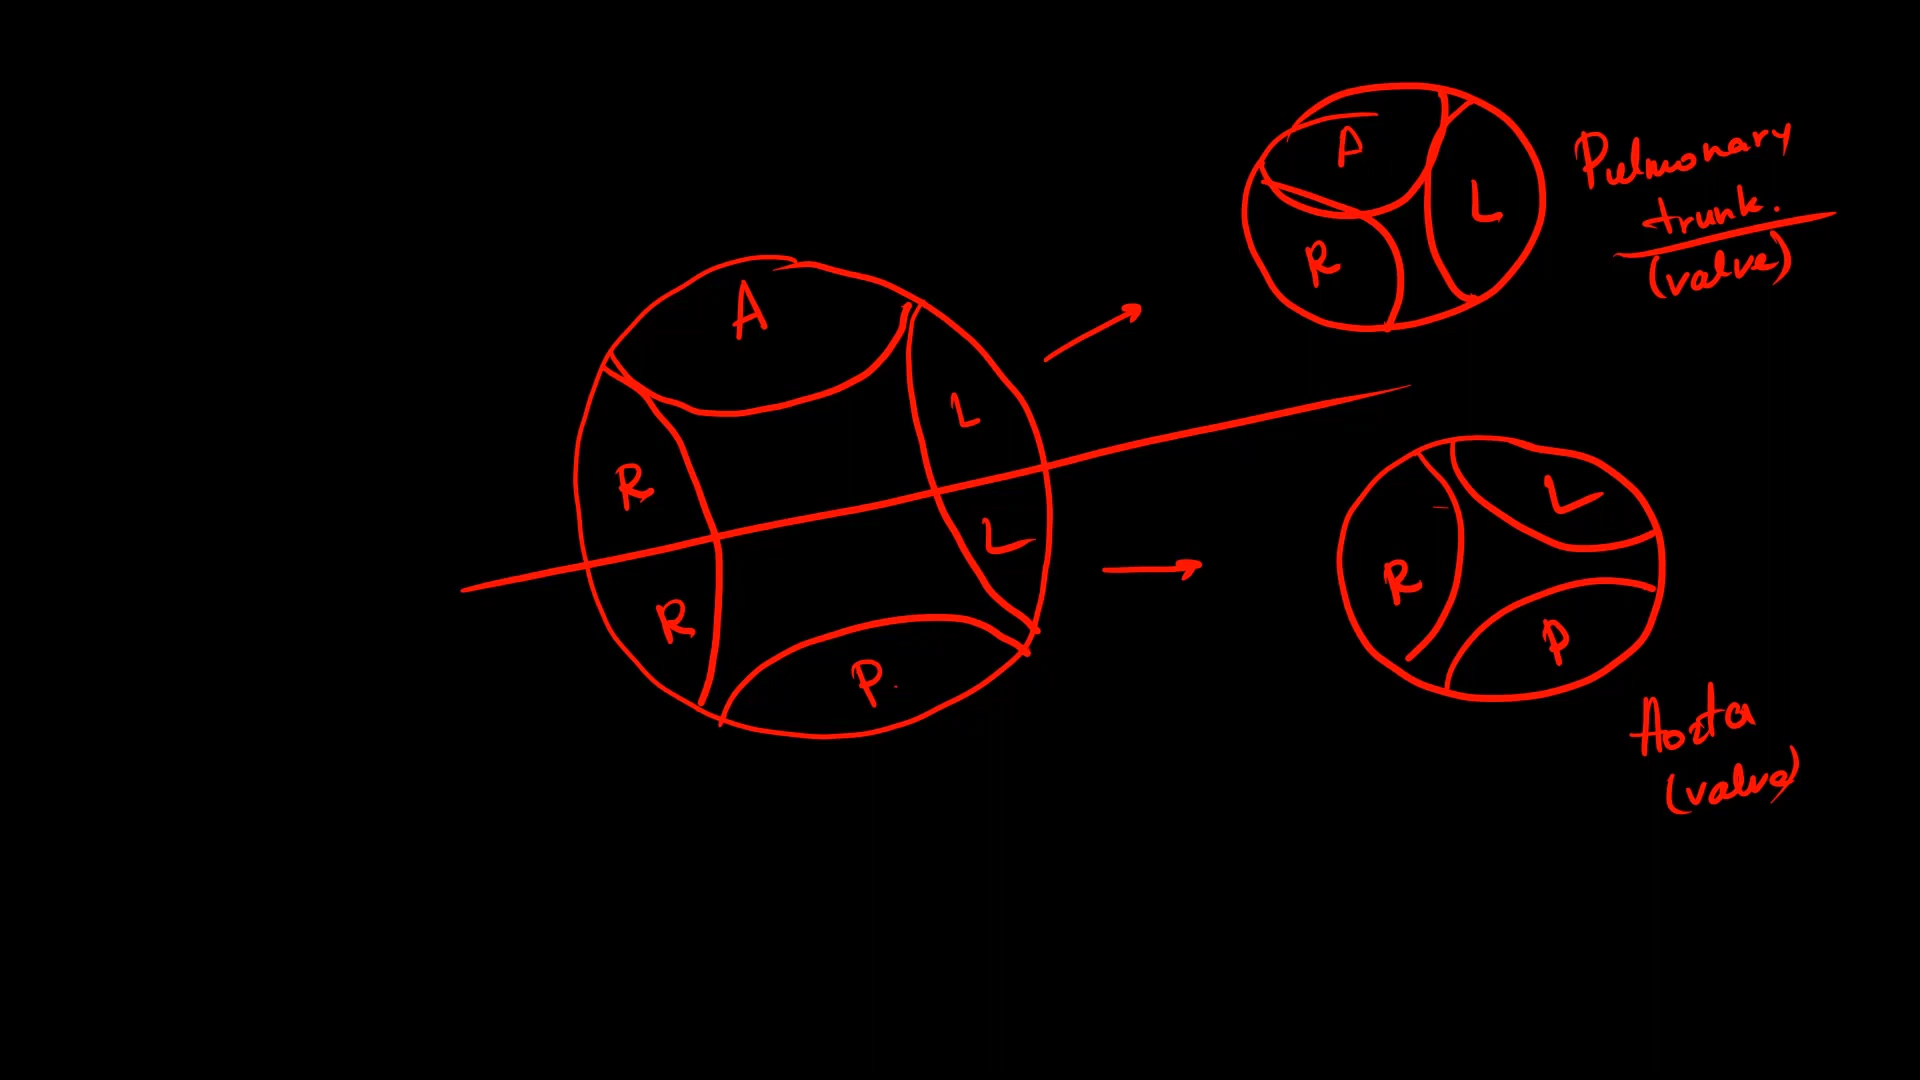 A
L
R
L
R
P.
A
L
R
Pulmonary
trunk.
(valve)
L
R
P
Aorta
(valve)